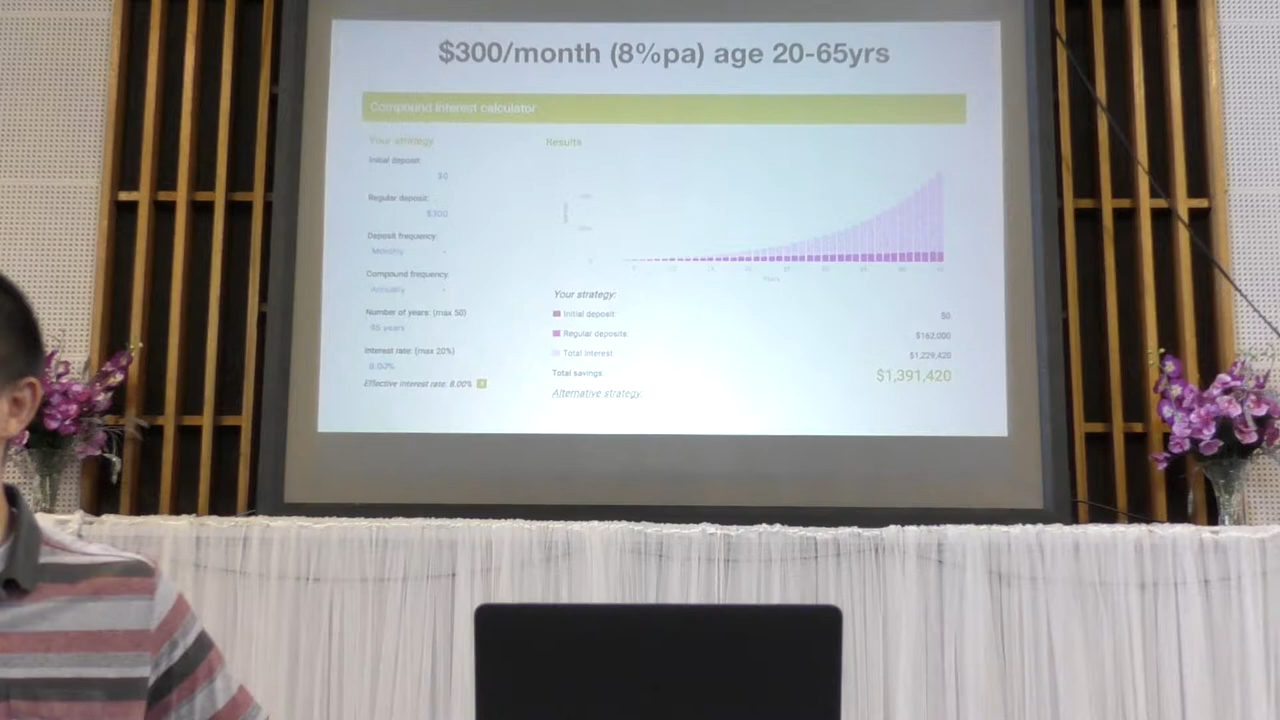 $300/month (8%pa) age 20-65yrs
Compound interest calculator
Your strategy
Initial deposit:
$0
Regular deposit:
$300
Deposit frequency:
Monthly
Compound frequency:
Annually
Number of years: (max 50)
45 years
Interest rate: (max 20%)
8.00%
Effective interest rate: 8.00%
Results
Years
Your strategy:
Initial deposit: $0
Regular deposits: $162,000
Total interest: $1,229,420
Total savings: $1,391,420
Alternative strategy: